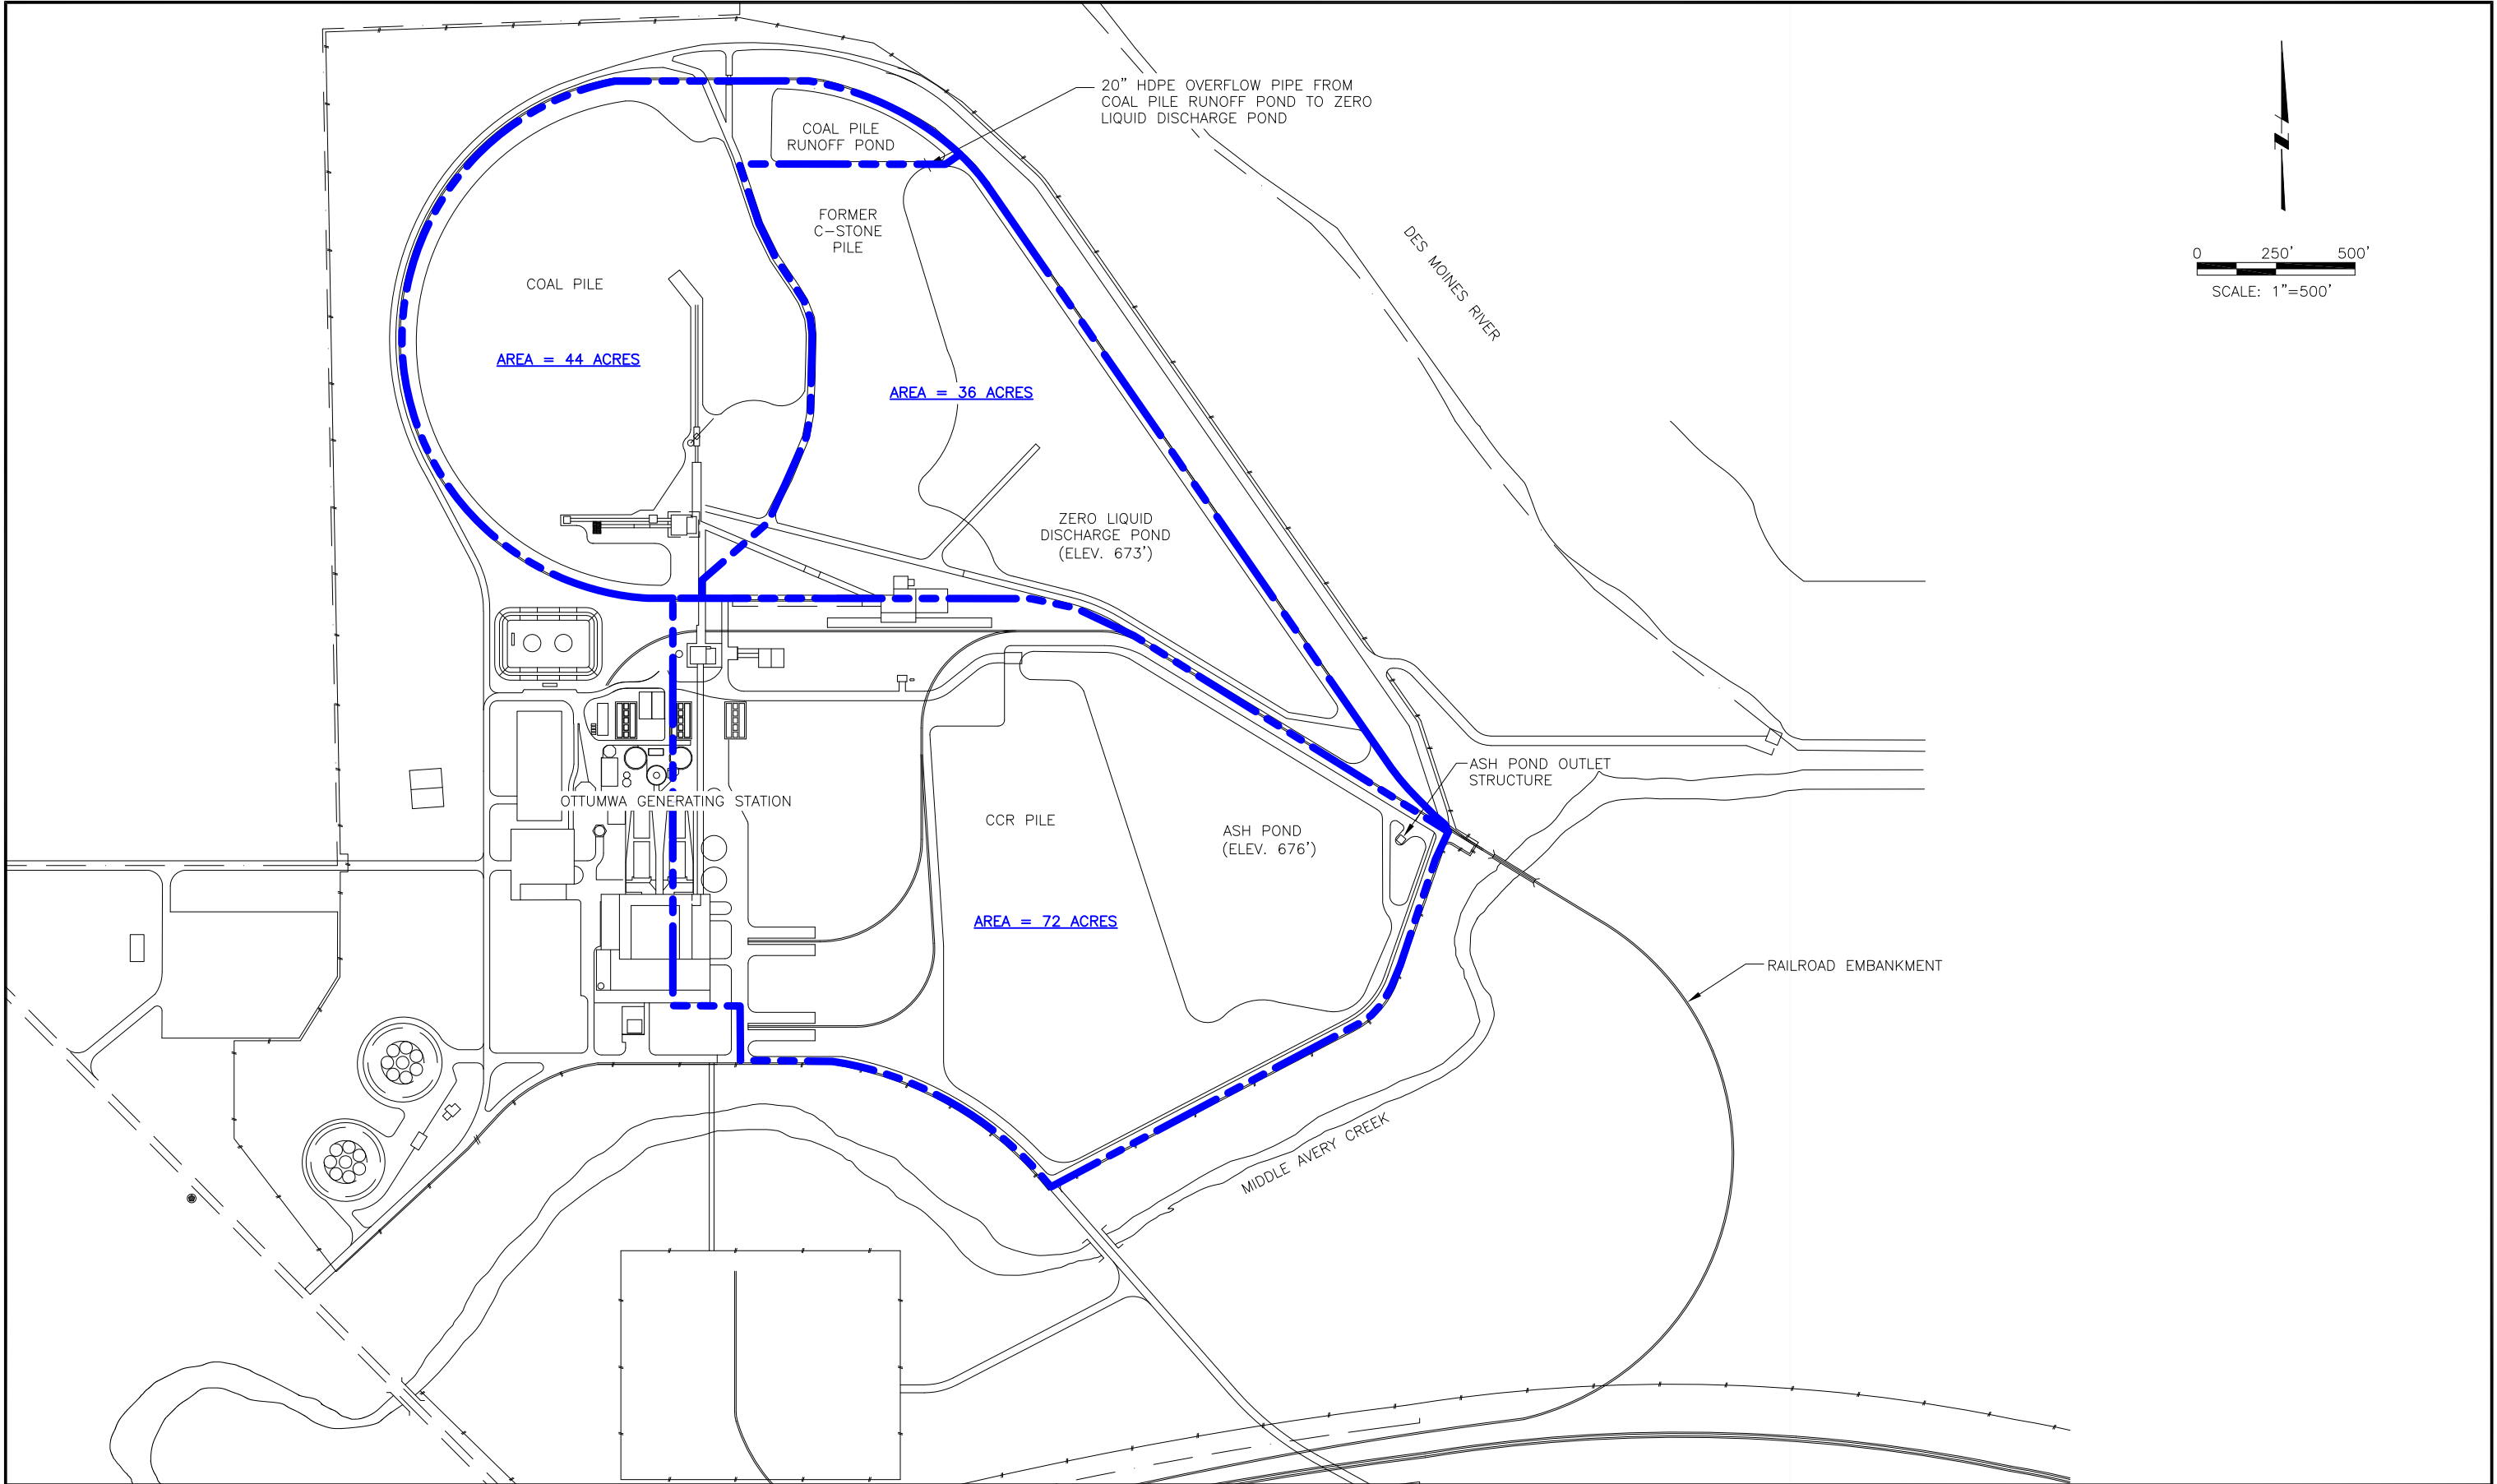 20” HDPE OVERFLOW PIPE FROM
COAL PILE RUNOFF POND TO ZERO
LIQUID DISCHARGE POND
N
0 250' 500'
SCALE: 1”=500'
COAL PILE
RUNOFF POND
FORMER
C-STONE
PILE
DES MOINES RIVER
COAL PILE
AREA = 44 ACRES
AREA = 36 ACRES
ZERO LIQUID
DISCHARGE POND
(ELEV. 673')
ASH POND OUTLET
STRUCTURE
OTTUMWA GENERATING STATION
CCR PILE
ASH POND
(ELEV. 676')
AREA = 72 ACRES
RAILROAD EMBANKMENT
MIDDLE AVERY CREEK